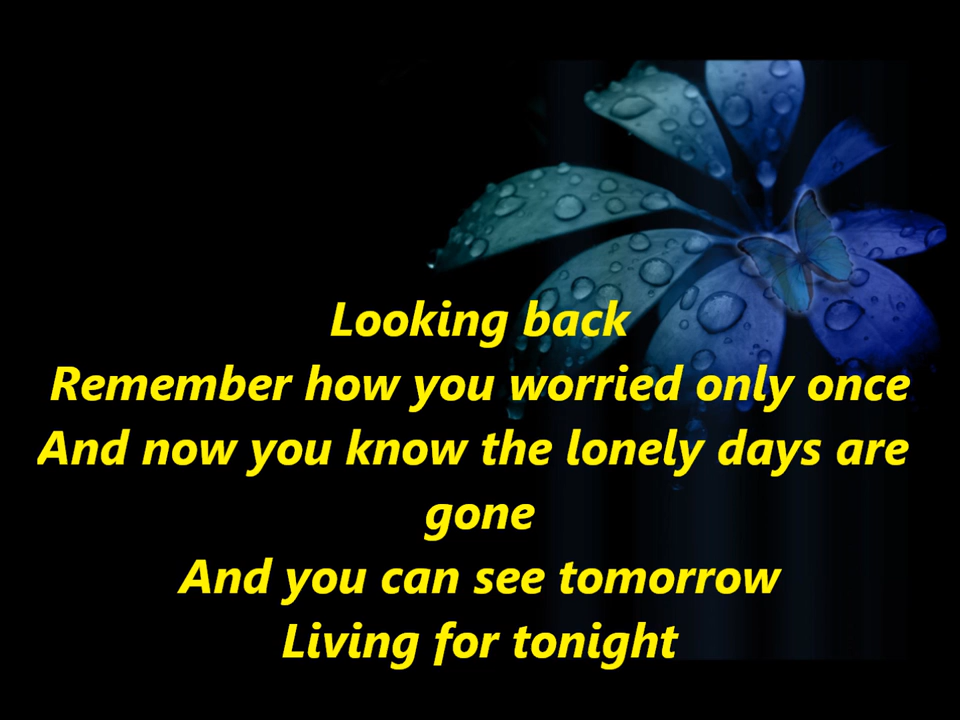 Looking back
Remember how you worried only once
And now you know the lonely days are
gone
And you can see tomorrow
Living for tonight